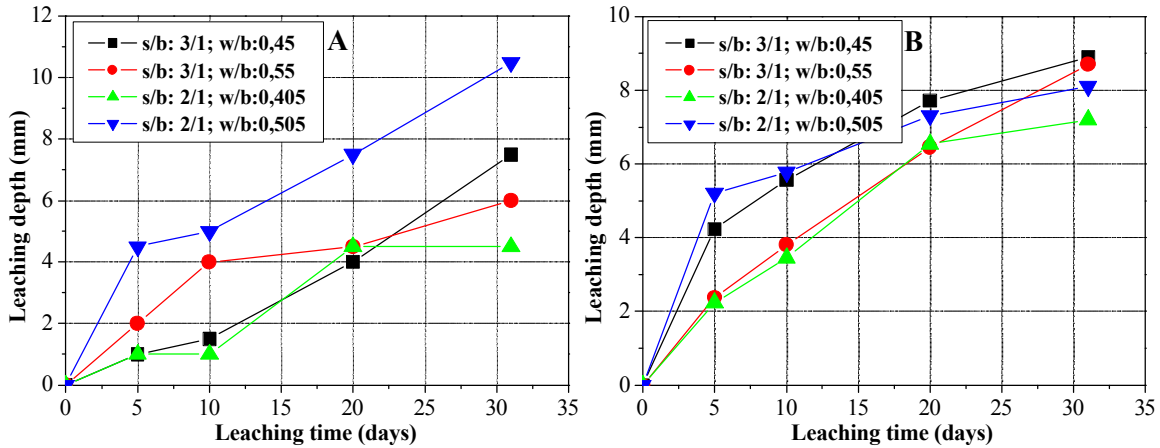 A
s/b: 3/1; w/b:0,45
s/b: 3/1; w/b:0,55
s/b: 2/1; w/b:0,405
s/b: 2/1; w/b:0,505
12
10
8
6
4
2
0
Leaching depth (mm)
0 5 10 15 20 25 30 35
Leaching time (days)
B
s/b: 3/1; w/b:0,45
s/b: 3/1; w/b:0,55
s/b: 2/1; w/b:0,405
s/b: 2/1; w/b:0,505
10
8
6
4
2
0
Leaching depth (mm)
0 5 10 15 20 25 30 35
Leaching time (days)